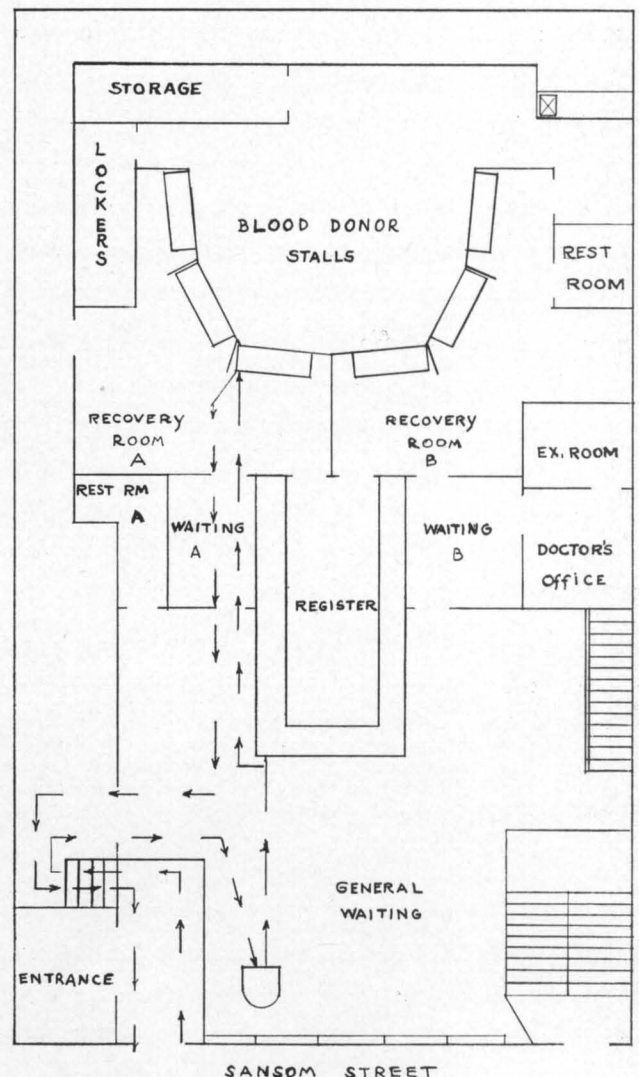 STORAGE
LOCKERS
BLOOD DONOR
STALLS
REST
ROOM
RECOVERY
ROOM
A
RECOVERY
ROOM
B
EX. ROOM
REST RM
A
WAITING
A
WAITING
B
DOCTOR'S
OFFICE
REGISTER
GENERAL
WAITING
ENTRANCE
SANSOM STREET